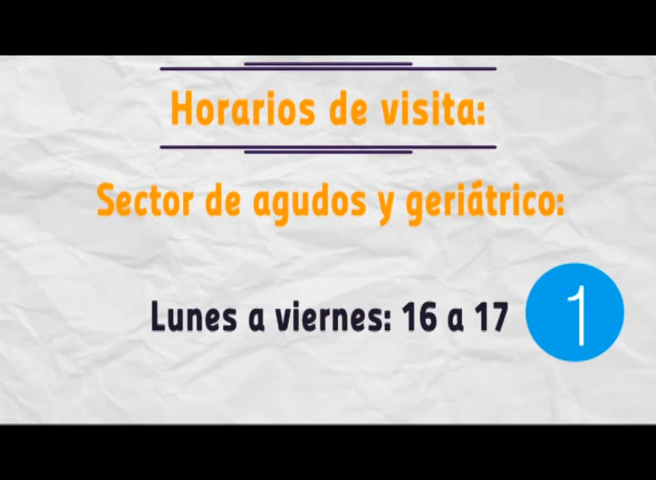 Horarios de visita:
Sector de agudos y geriátrico:
Lunes a viernes: 16 a 17
1